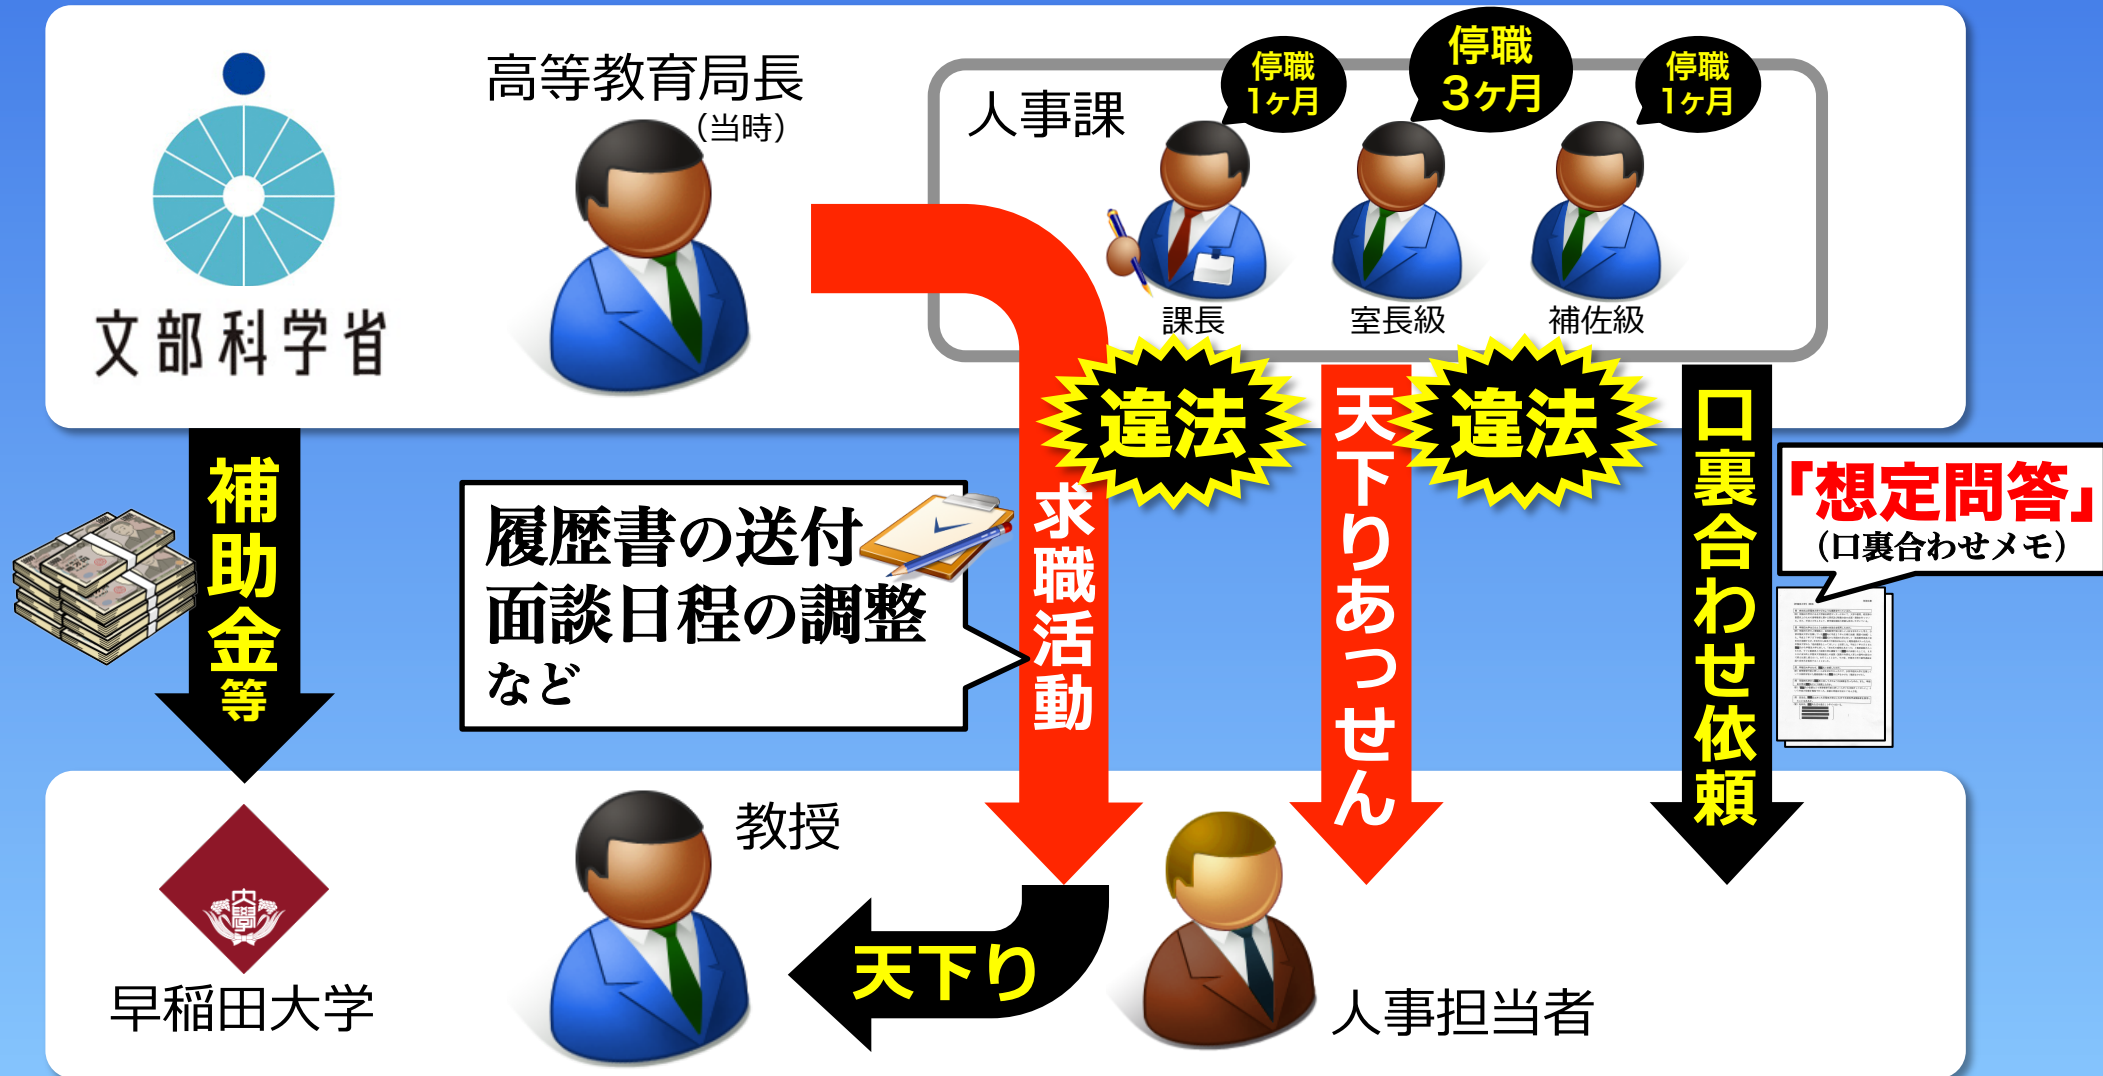 文部科学省
高等教育局長
（当時）
人事課
停職
1ヶ月
停職
3ヶ月
停職
1ヶ月
課長
室長級
補佐級
違法
違法
補助金等
履歴書の送付
面談日程の調整
など
求職活動
天下りあっせん
口裏合わせ依頼
「想定問答」
（口裏合わせメモ）
早稲田大学
大學
教授
天下り
人事担当者